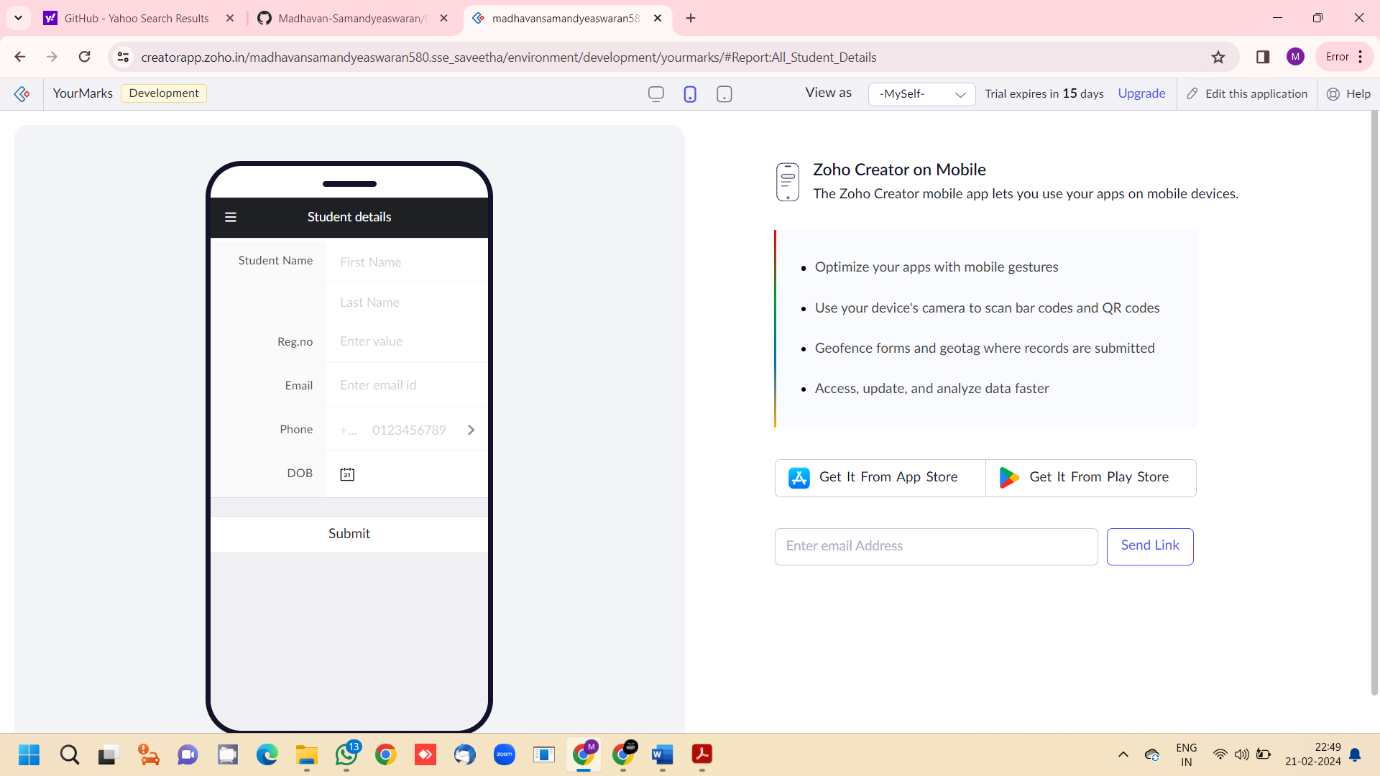 GitHub - Yahoo Search Results
Madhavan-Samandyeaswaran/
madhavansamandyeaswaran58
creatorapp.zoho.in/madhavansamandyeaswaran580.sse_saveetha/environment/development/yourmarks/#Report:All_Student_Details
M
Error
YourMarks
Development
View as
-MySelf-
Trial expires in 15 days
Upgrade
Edit this application
Help
Student details
Student Name
First Name
Last Name
Reg.no
Enter value
Email
Enter email id
Phone
+...
0123456789
DOB
31
Submit
Zoho Creator on Mobile
The Zoho Creator mobile app lets you use your apps on mobile devices.
• Optimize your apps with mobile gestures
• Use your device's camera to scan bar codes and QR codes
• Geofence forms and geotag where records are submitted
• Access, update, and analyze data faster
Get It From App Store
Get It From Play Store
Enter email Address
Send Link
13
zoom
M
W
ENG
IN
22:49
21-02-2024